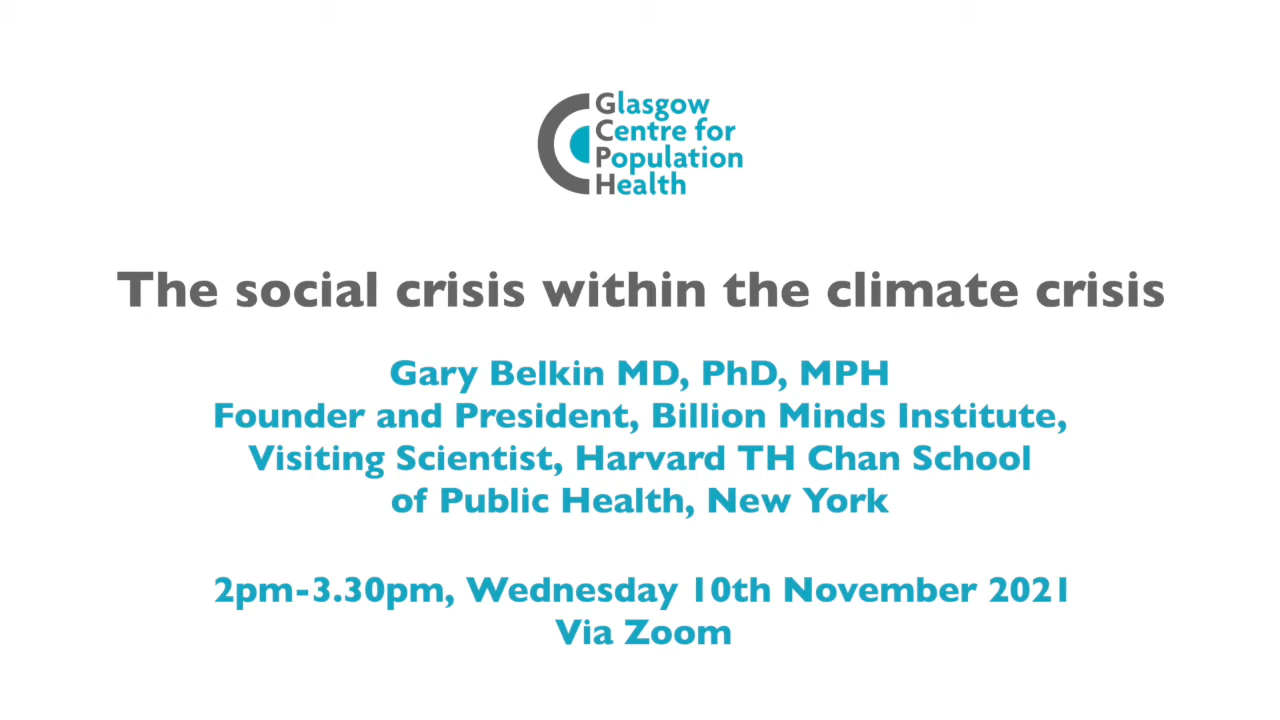 Glasgow
Centre for
Population
Health
The social crisis within the climate crisis
Gary Belkin MD, PhD, MPH
Founder and President, Billion Minds Institute,
Visiting Scientist, Harvard TH Chan School
of Public Health, New York
2pm-3.30pm, Wednesday 10th November 2021
Via Zoom